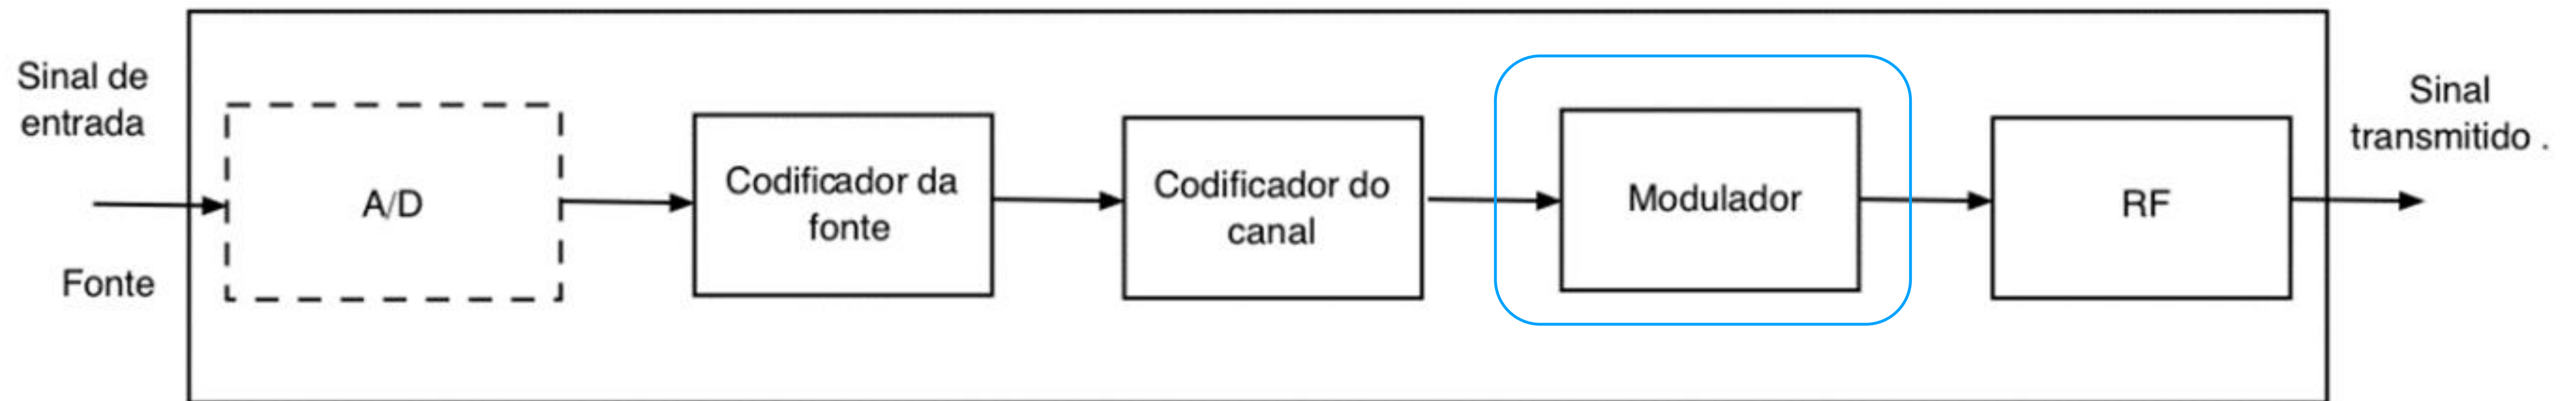 Sinal de
entrada
Fonte
A/D
Codificador da
fonte
Codificador do
canal
Modulador
RF
Sinal
transmitido .